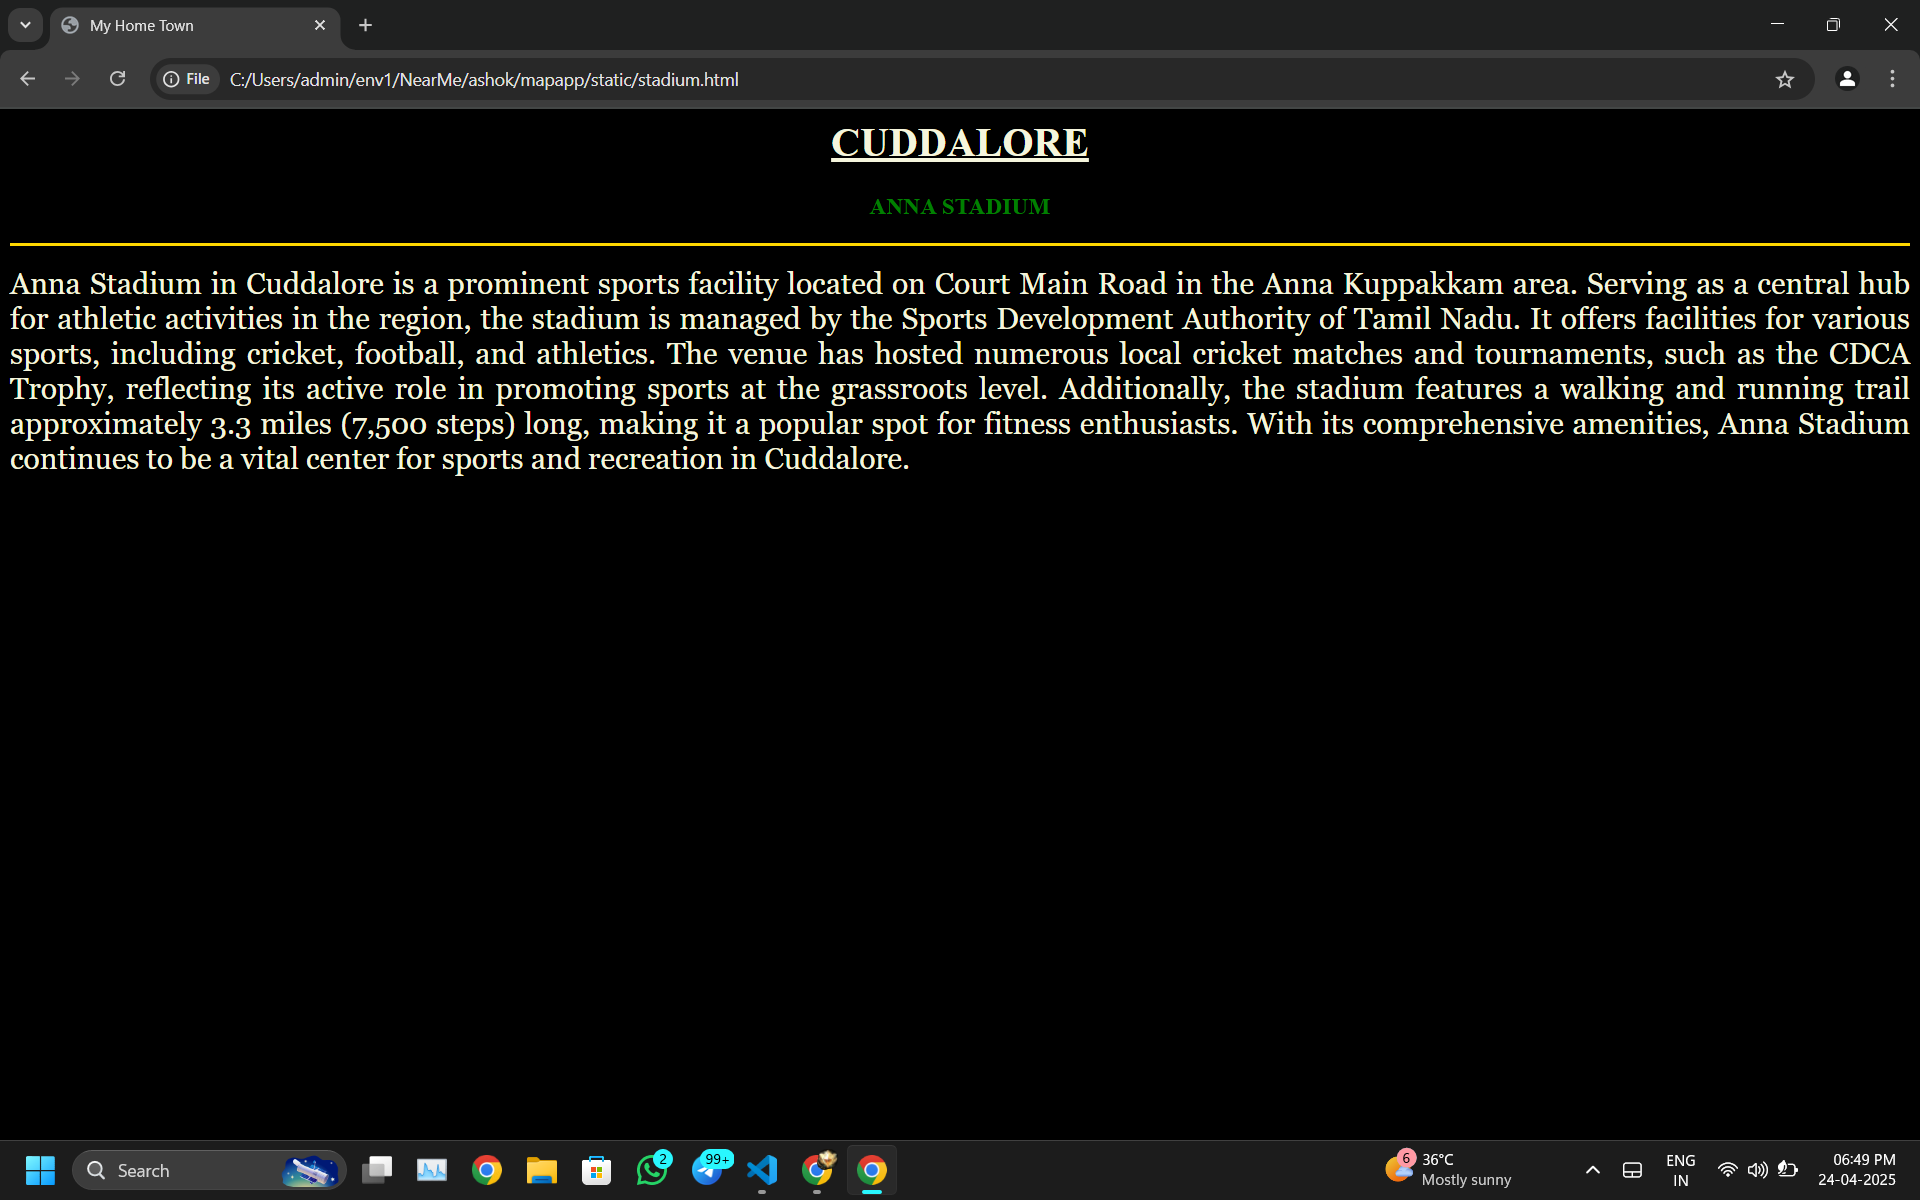 My Home Town
File C:/Users/admin/env1/NearMe/ashok/mapapp/static/stadium.html
CUDDALORE
ANNA STADIUM
Anna Stadium in Cuddalore is a prominent sports facility located on Court Main Road in the Anna Kuppakkam area. Serving as a central hub
for athletic activities in the region, the stadium is managed by the Sports Development Authority of Tamil Nadu. It offers facilities for various
sports, including cricket, football, and athletics. The venue has hosted numerous local cricket matches and tournaments, such as the CDCA
Trophy, reflecting its active role in promoting sports at the grassroots level. Additionally, the stadium features a walking and running trail
approximately 3.3 miles (7,500 steps) long, making it a popular spot for fitness enthusiasts. With its comprehensive amenities, Anna Stadium
continues to be a vital center for sports and recreation in Cuddalore.
Search
2
99+
6
36°C
Mostly sunny
ENG
IN
06:49 PM
24-04-2025